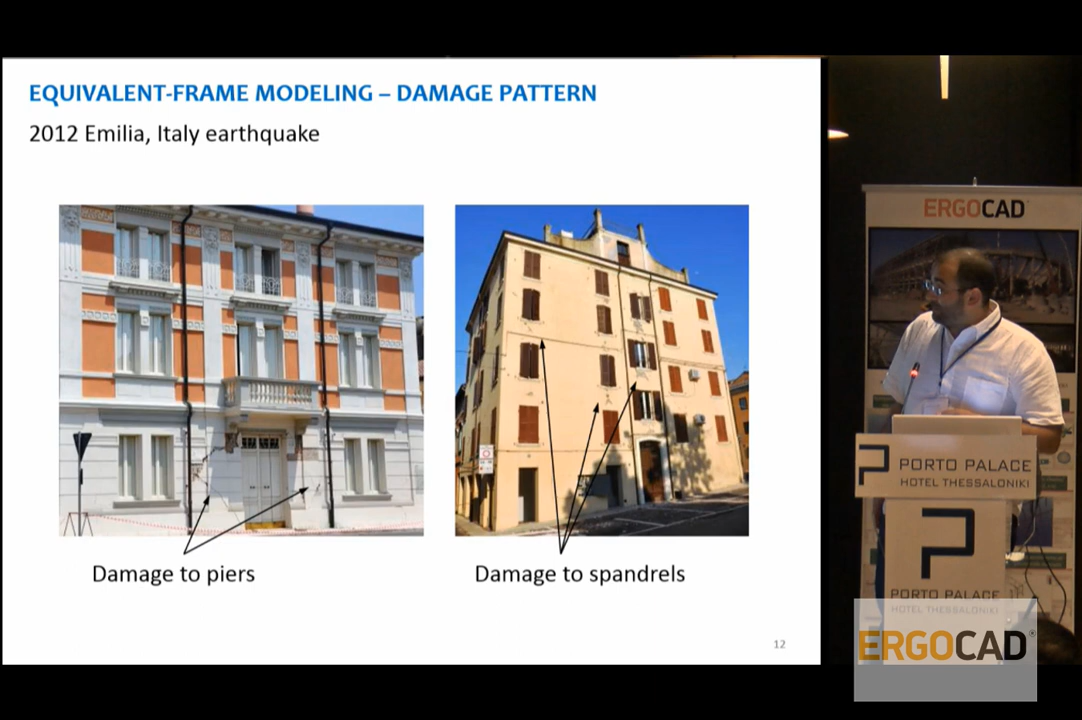 EQUIVALENT-FRAME MODELING – DAMAGE PATTERN
2012 Emilia, Italy earthquake
Damage to piers
Damage to spandrels
12
ERGOCAD
PORTO PALACE
HOTEL THESSALONIKI
PORTO PALACE
HOTEL THESSALONIKI
ERGOCAD®